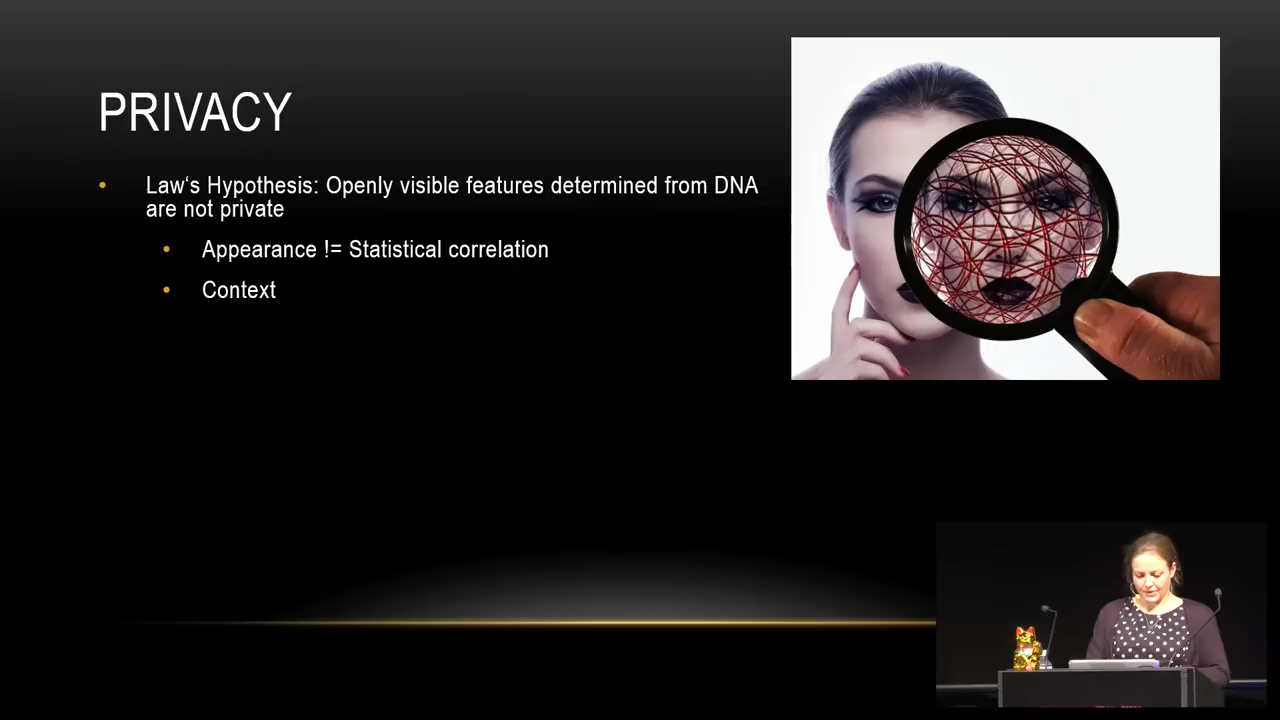 PRIVACY
Law‘s Hypothesis: Openly visible features determined from DNA
are not private
Appearance != Statistical correlation
Context